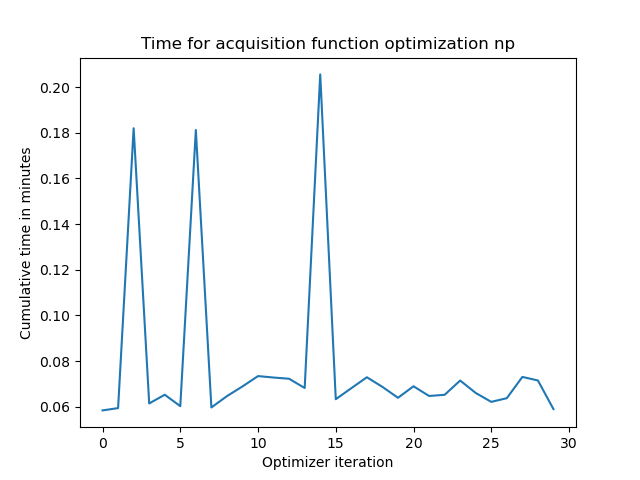 Time for acquisition function optimization np
Cumulative time in minutes
0.20
0.18
0.16
0.14
0.12
0.10
0.08
0.06
0 5 10 15 20 25 30
Optimizer iteration